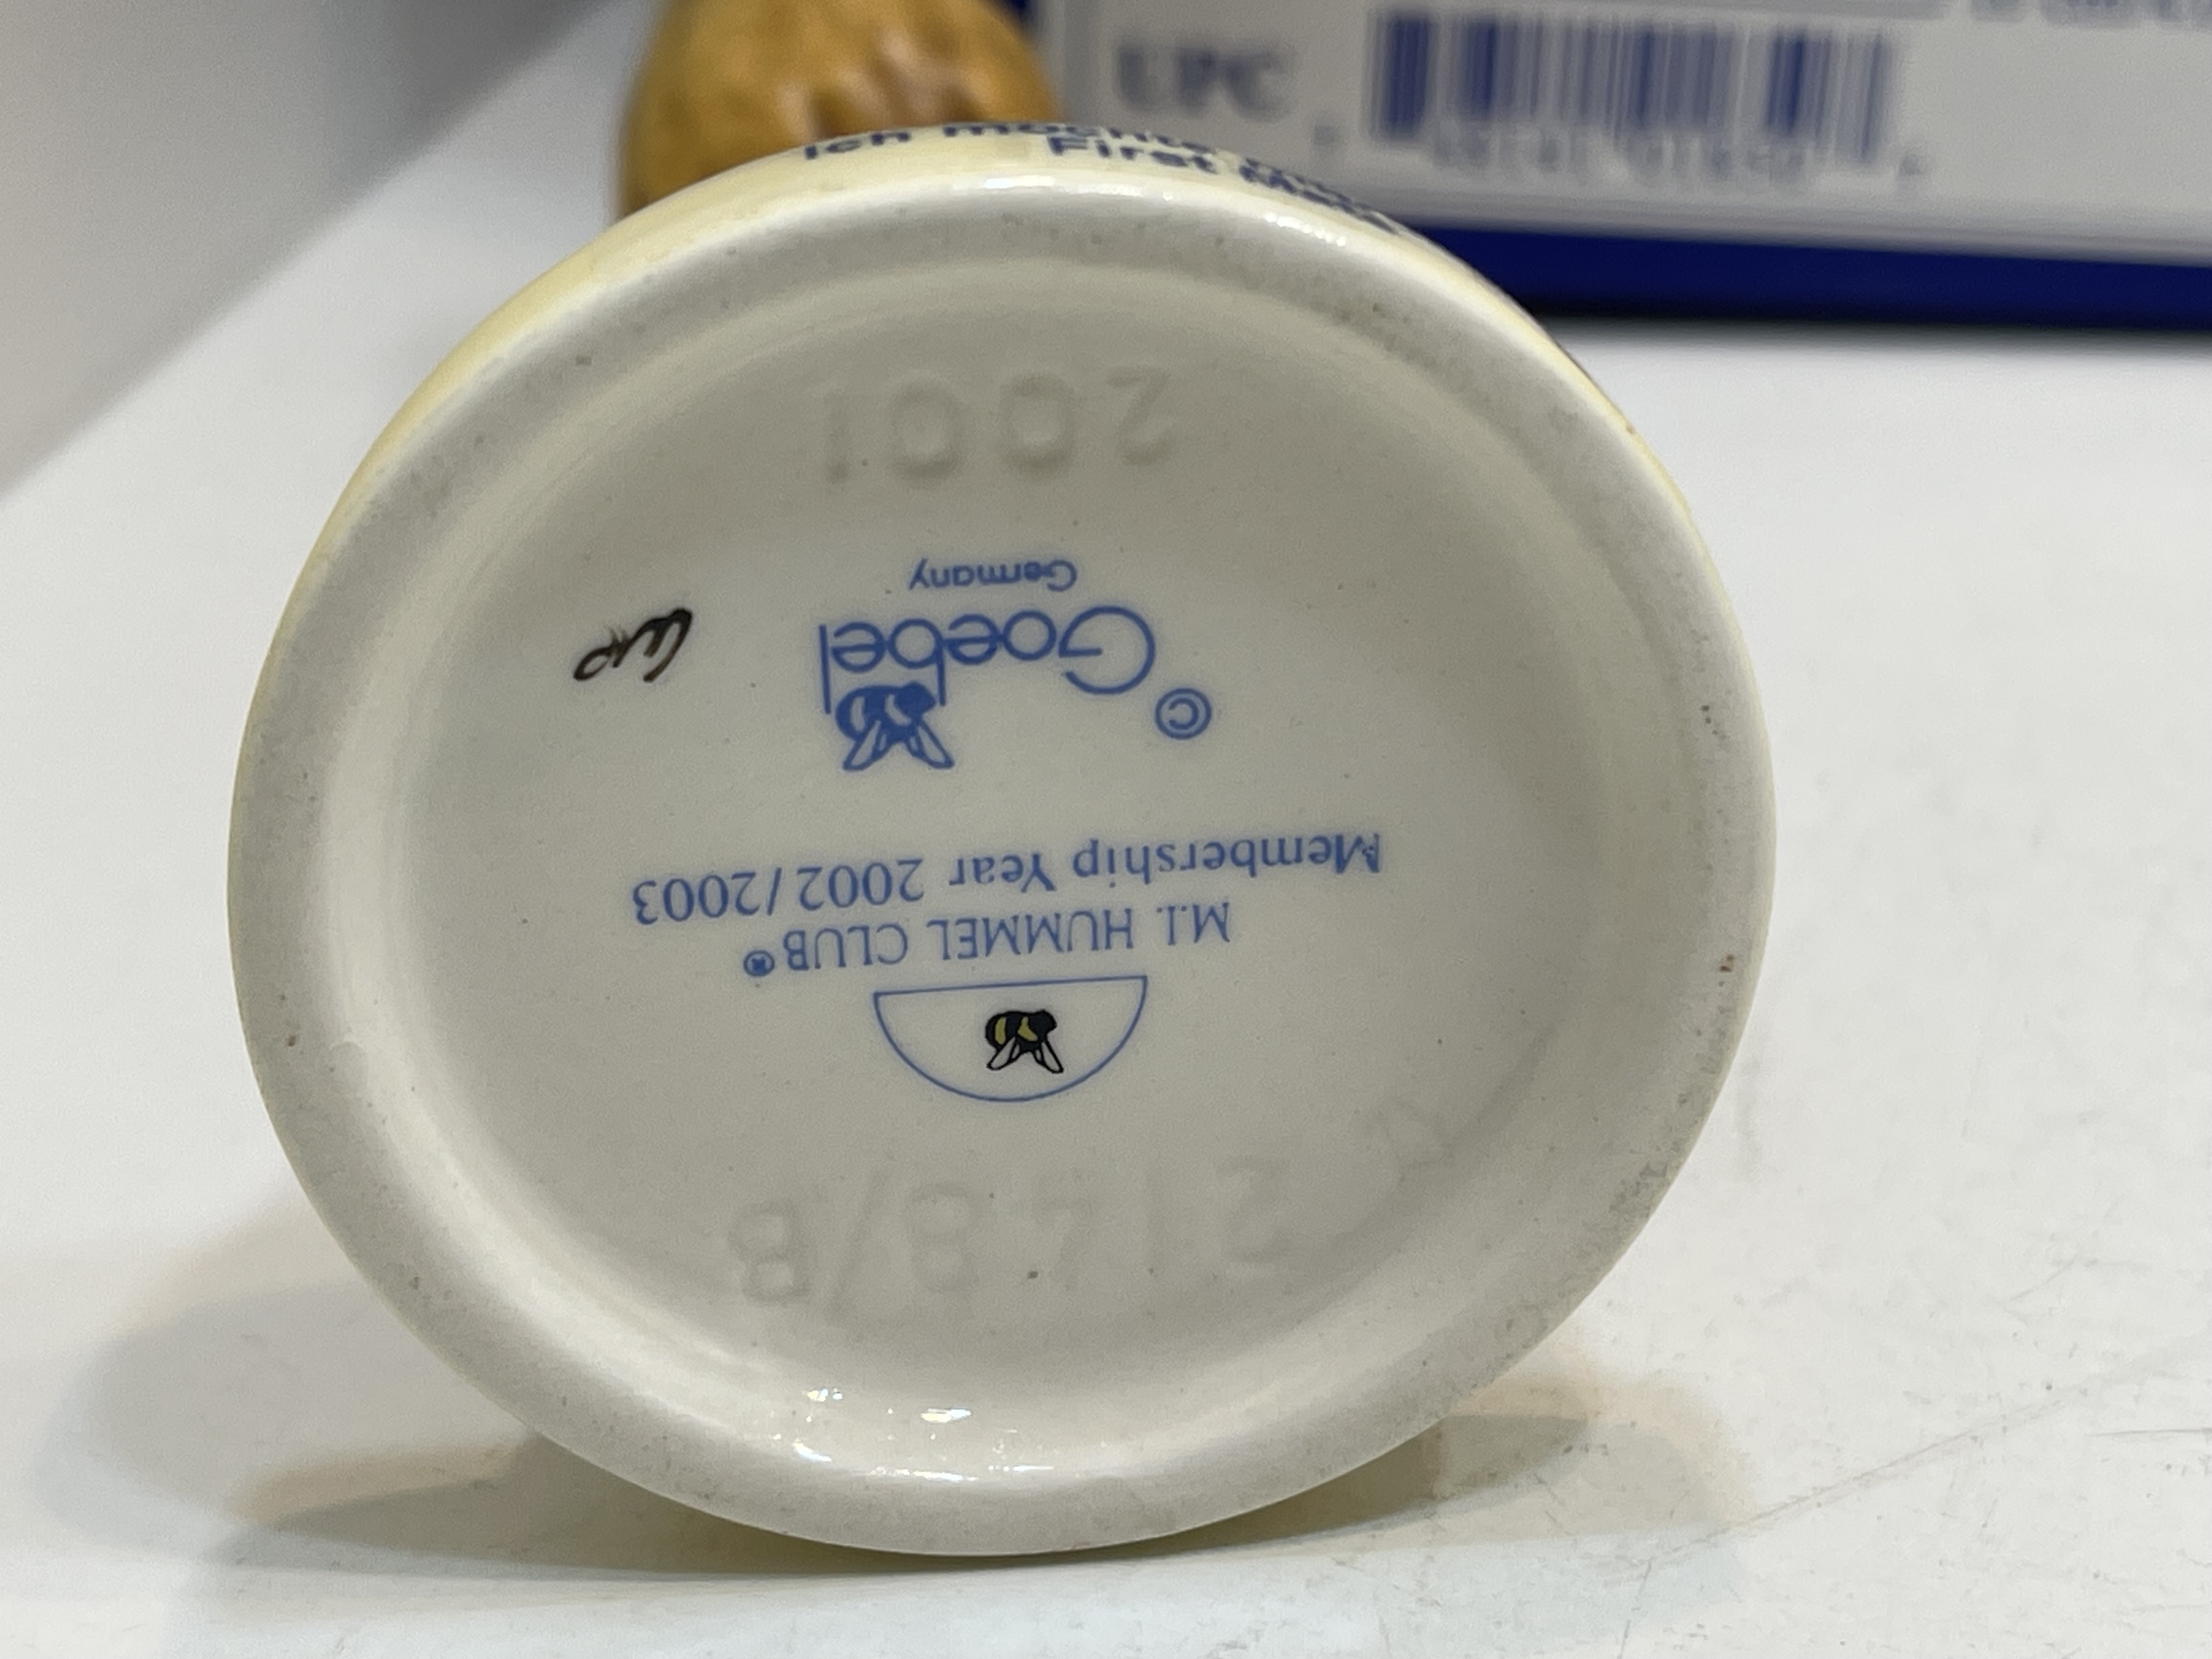 UPC
Ich möchte
First
2148/B
M.I. HUMMEL CLUB®
Membership Year 2002/2003
© Goebel
Germany
2001